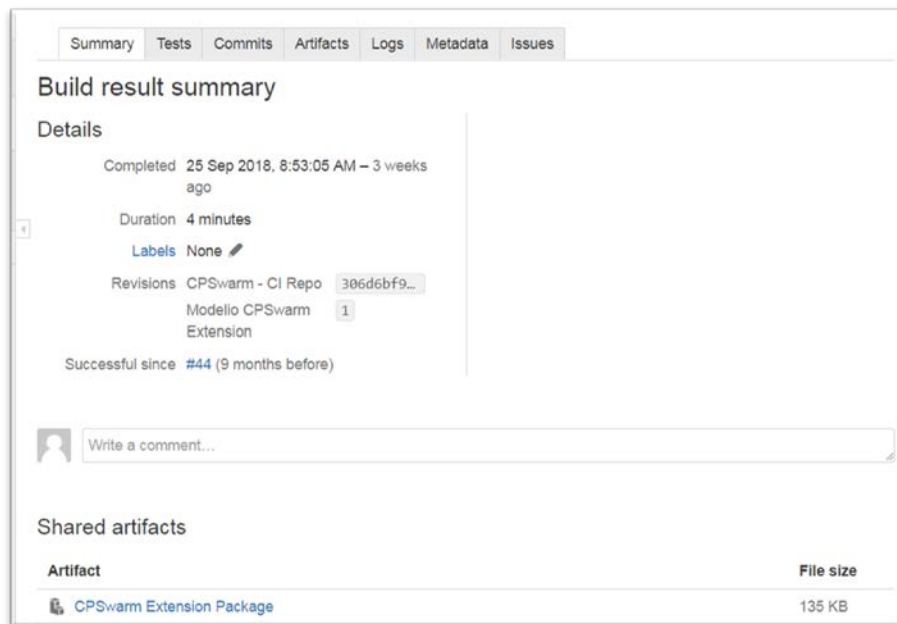 Summary Tests Commits Artifacts Logs Metadata Issues
Build result summary
Details
Completed 25 Sep 2018, 8:53:05 AM – 3 weeks
ago
Duration 4 minutes
Labels None
Revisions CPSwarm - CI Repo 306d6bf9…
Modelio CPSwarm 1
Extension
Successful since #44 (9 months before)
Write a comment…
Shared artifacts
Artifact File size
CPSwarm Extension Package 135 KB